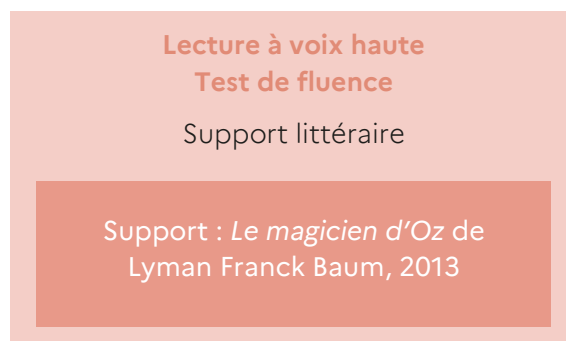 Lecture à voix haute
Test de fluence
Support littéraire
Support : Le magicien d'Oz de
Lyman Franck Baum, 2013